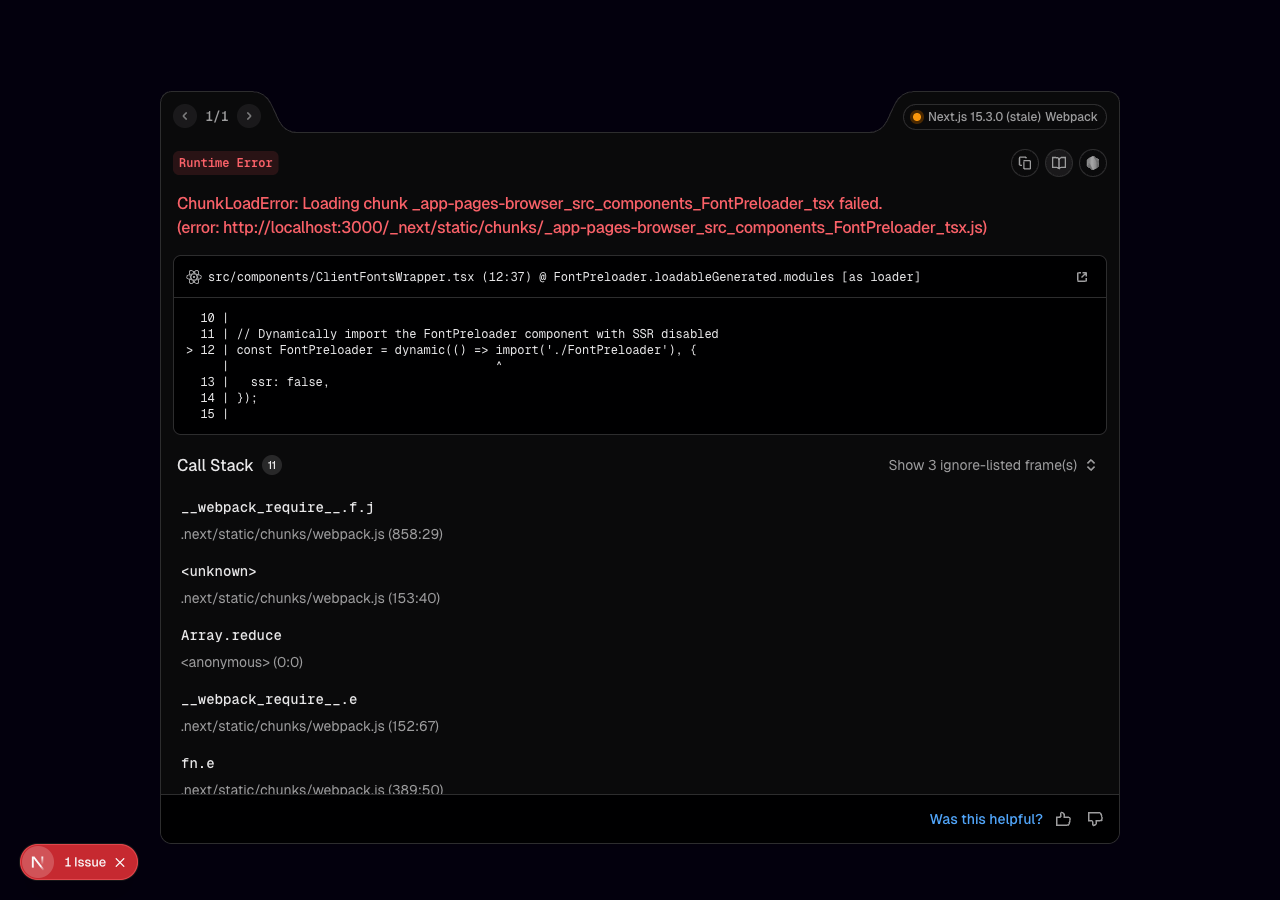 1/1
Next.js 15.3.0 (stale) Webpack
Runtime Error
ChunkLoadError: Loading chunk _app-pages-browser_src_components_FontPreloader_tsx failed.
(error: http://localhost:3000/_next/static/chunks/_app-pages-browser_src_components_FontPreloader_tsx.js)
src/components/ClientFontsWrapper.tsx (12:37) @ FontPreloader.loadableGenerated.modules [as loader]
  10 |
  11 | // Dynamically import the FontPreloader component with SSR disabled
> 12 | const FontPreloader = dynamic(() => import('./FontPreloader'), {
     |                                     ^
  13 |   ssr: false,
  14 | });
  15 |
Call Stack 11
Show 3 ignore-listed frame(s)
__webpack_require__.f.j
.next/static/chunks/webpack.js (858:29)
<unknown>
.next/static/chunks/webpack.js (153:40)
Array.reduce
<anonymous> (0:0)
__webpack_require__.e
.next/static/chunks/webpack.js (152:67)
fn.e
.next/static/chunks/webpack.js (389:50)
Was this helpful?
N 1 Issue